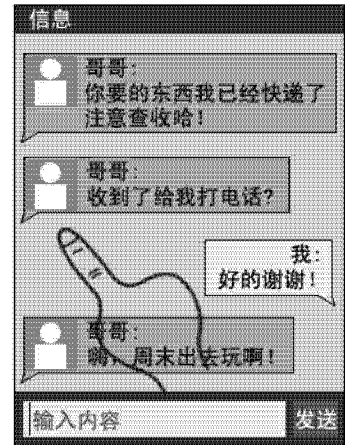 信息
哥哥:
你要的东西我已经快递了
注意查收哈!
哥哥:
收到了给我打电话?
我:
好的谢谢!
哥哥:
嗨，周末出去玩啊!
输入内容
发送